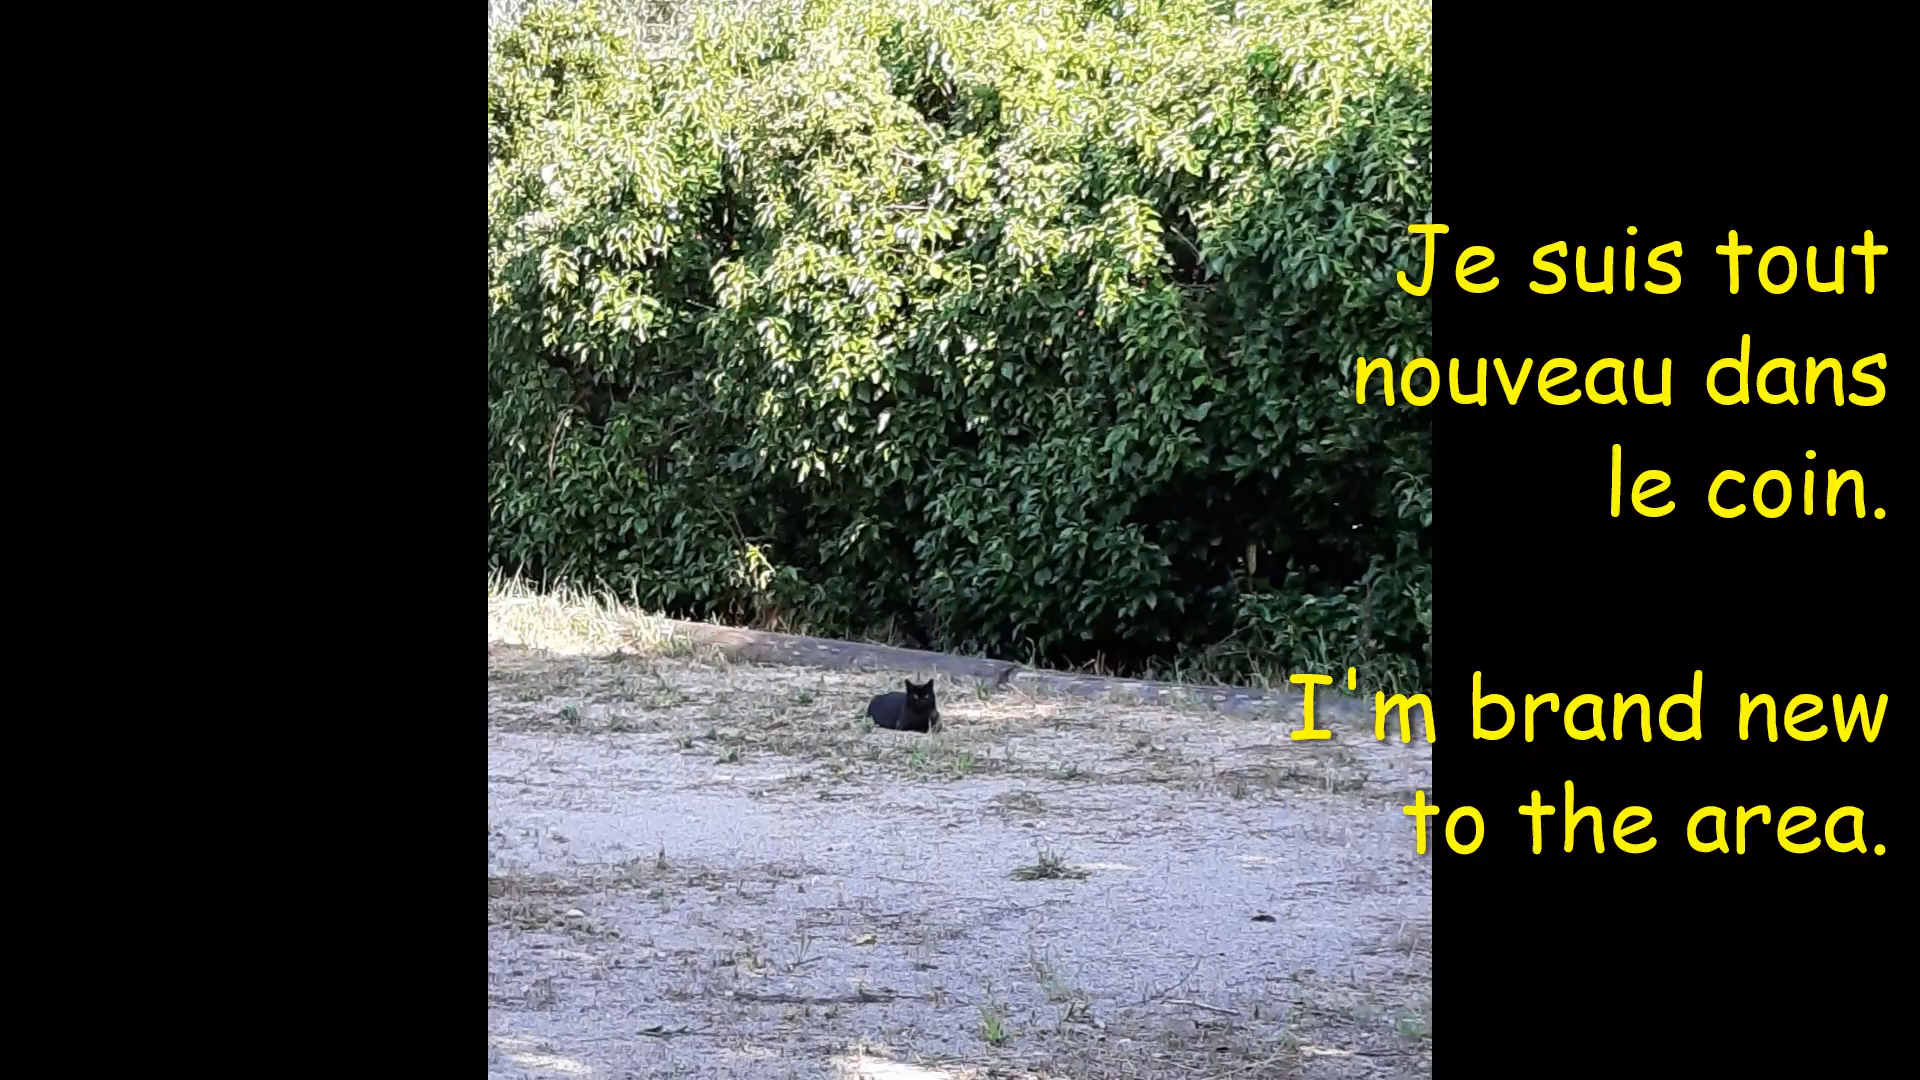 Je suis tout
nouveau dans
le coin.
I'm brand new
to the area.